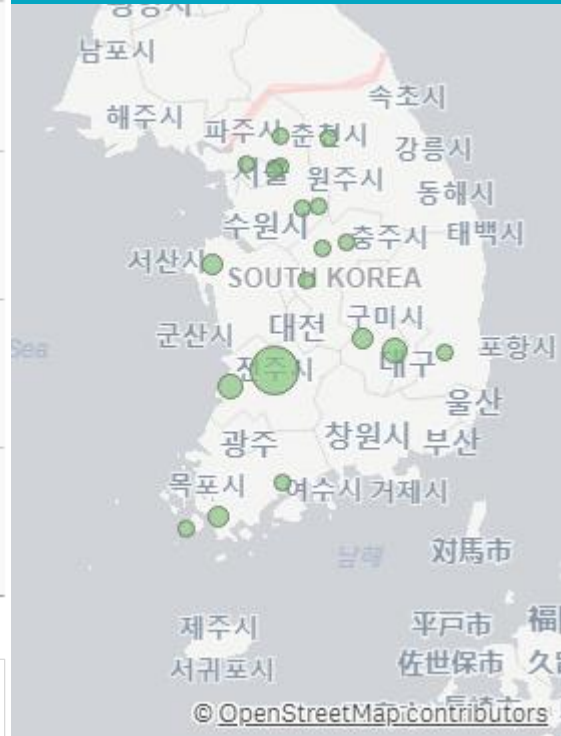 남포시
해주시
속초시
파주시
춘천시
강릉시
서울
원주시
동해시
수원시
충주시
태백시
서산시
SOUTH KOREA
군산시
대전
구미시
포항시
Sea
전주시
대구
울산
광주
창원시
부산
목포시
여수시
거제시
남해
対馬市
제주시
平戸市
서귀포시
佐世保市
© OpenStreetMap contributors